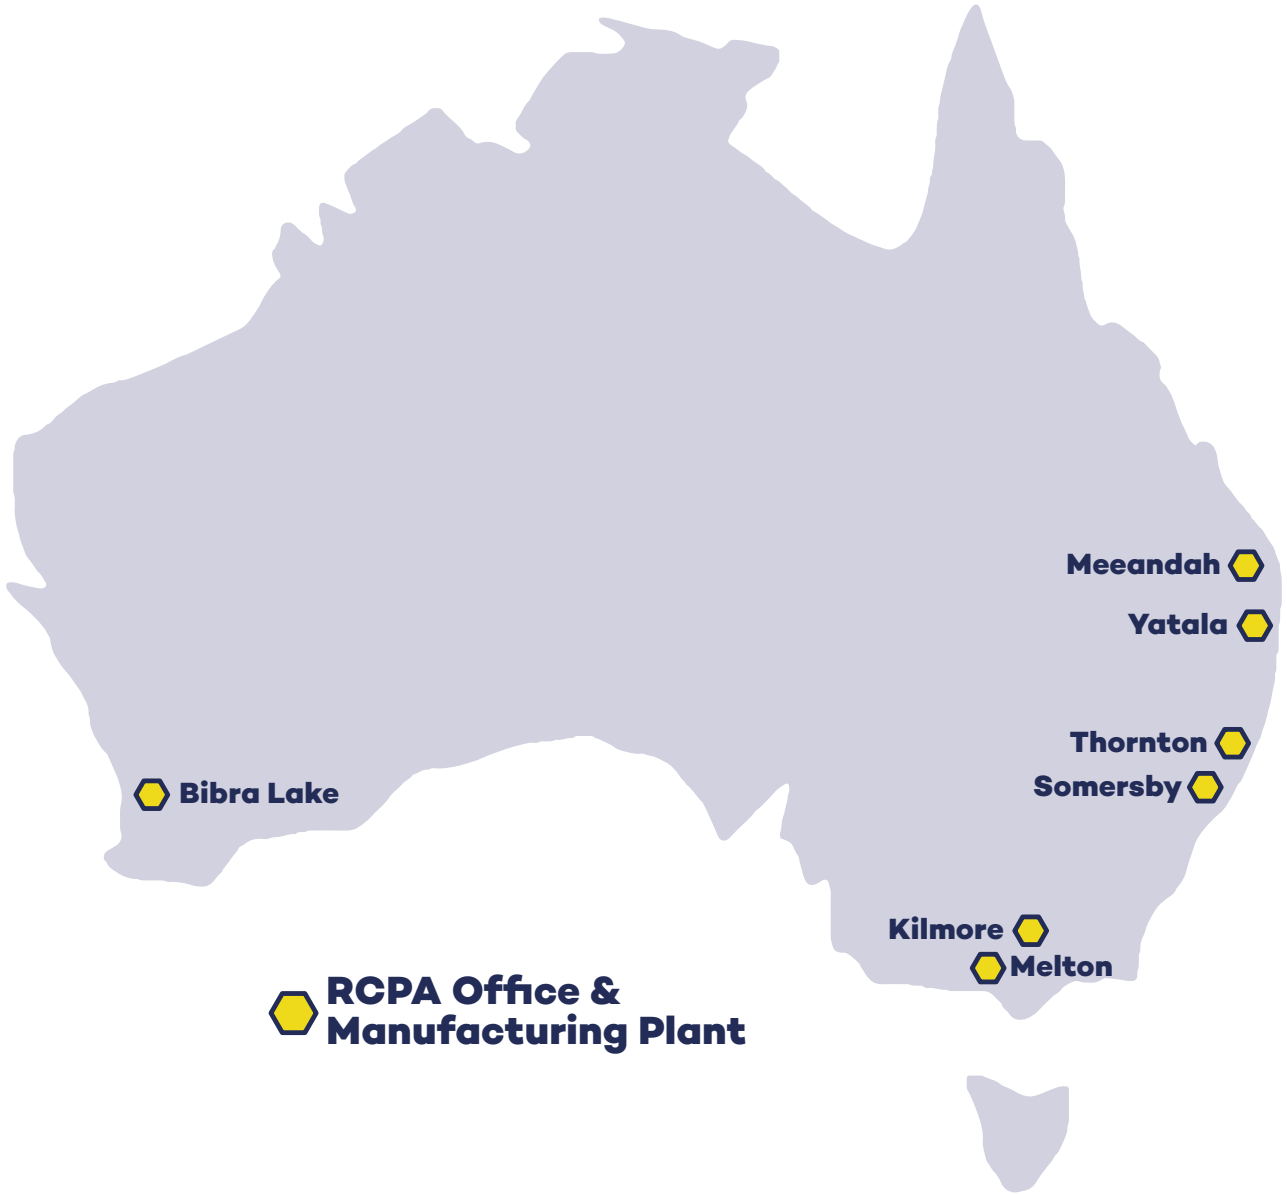 Meeandah
Yatala
Thornton
Somersby
Bibra Lake
Kilmore
Melton
RCPA Office &
Manufacturing Plant